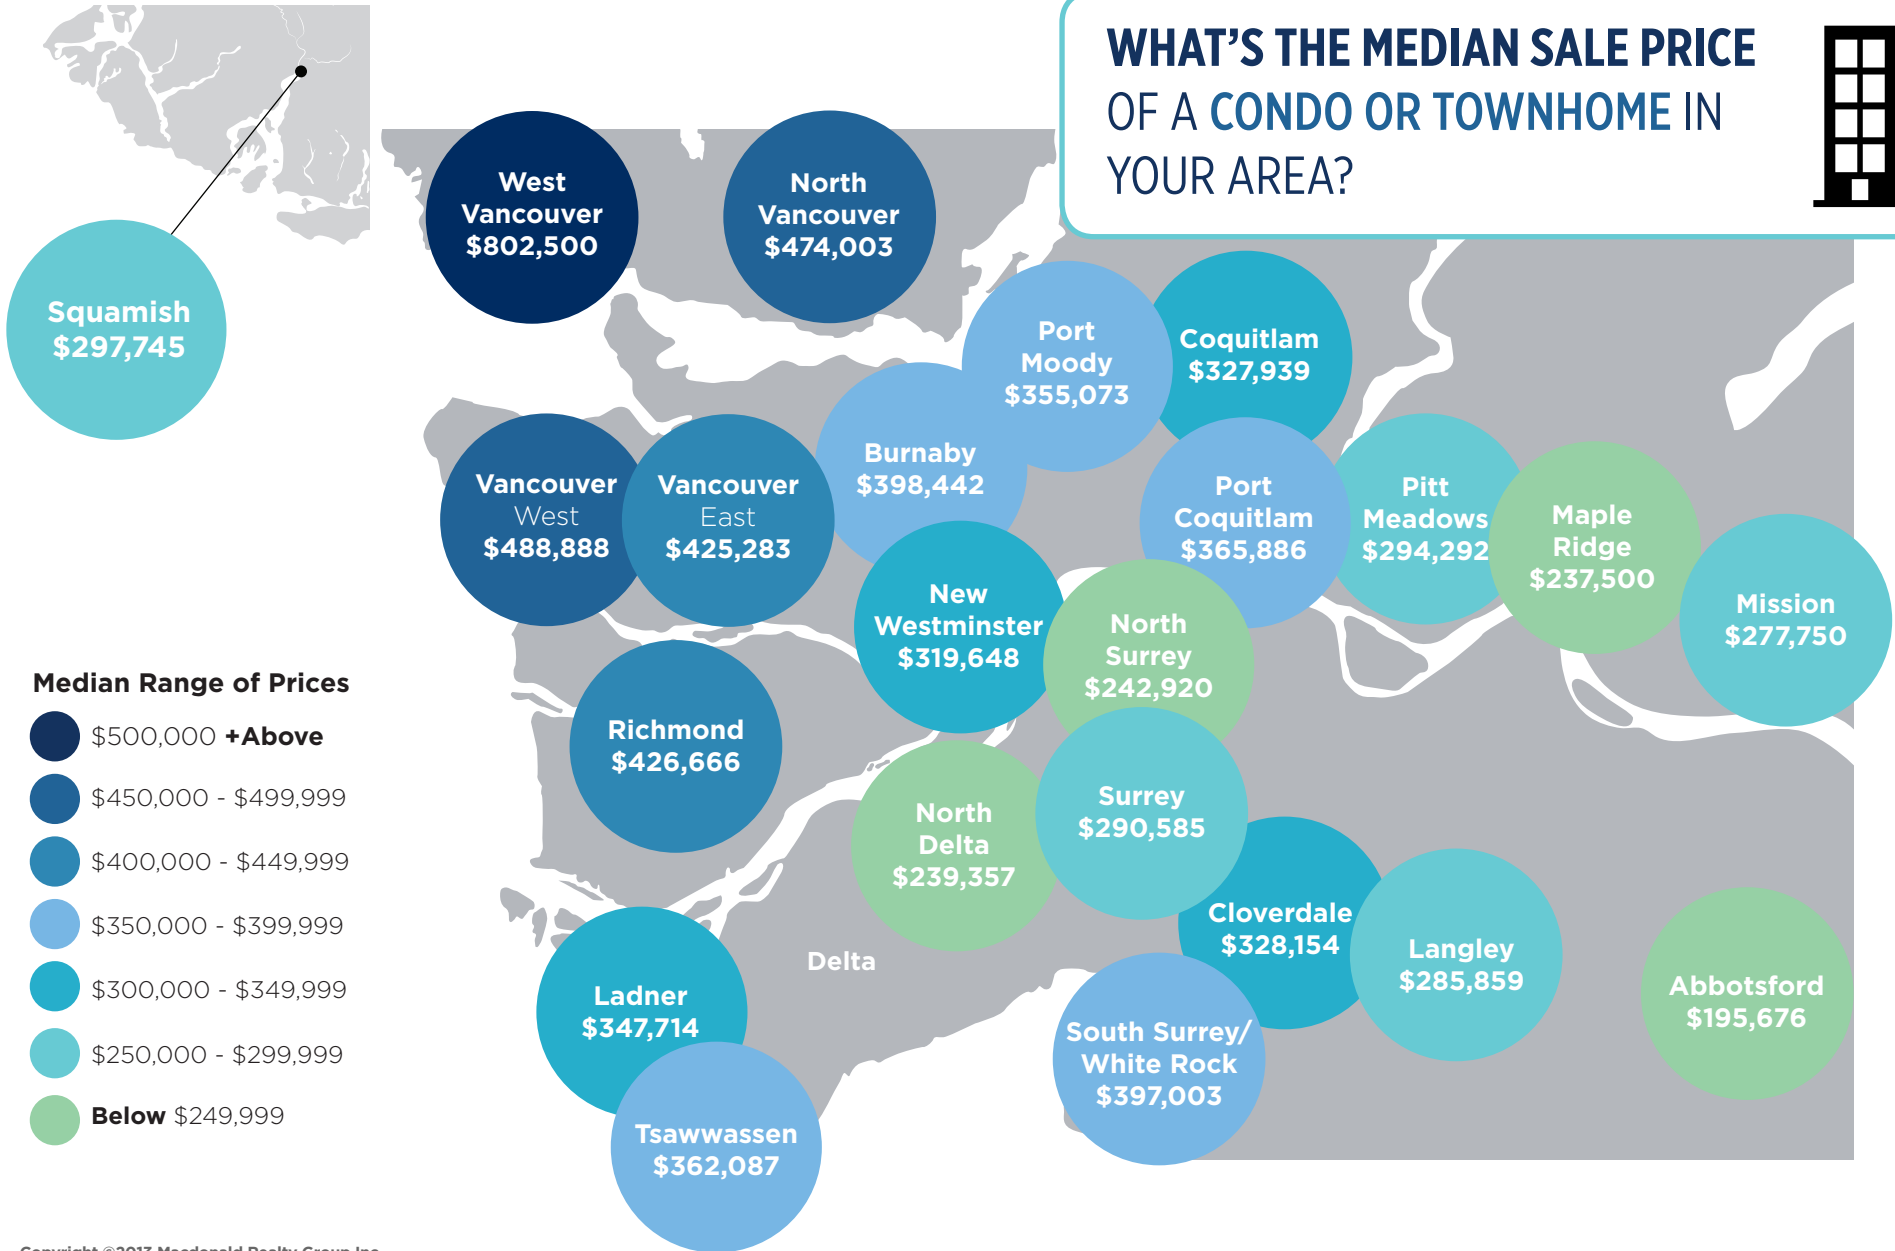 WHAT'S THE MEDIAN SALE PRICE
OF A CONDO OR TOWNHOME IN
YOUR AREA?
West
Vancouver
$802,500
North
Vancouver
$474,003
Squamish
$297,745
Port
Moody
$355,073
Coquitlam
$327,939
Burnaby
$398,442
Vancouver
West
$488,888
Vancouver
East
$425,283
Port
Coquitlam
$365,886
Pitt
Meadows
$294,292
Maple
Ridge
$237,500
Mission
$277,750
New
Westminster
$319,648
North
Surrey
$242,920
Richmond
$426,666
North
Delta
$239,357
Surrey
$290,585
Cloverdale
$328,154
Langley
$285,859
Abbotsford
$195,676
Delta
Ladner
$347,714
South Surrey/
White Rock
$397,003
Tsawwassen
$362,087
Median Range of Prices
$500,000 +Above
$450,000 - $499,999
$400,000 - $449,999
$350,000 - $399,999
$300,000 - $349,999
$250,000 - $299,999
Below $249,999
Copyright ©2013 Macdonald Realty Group Inc